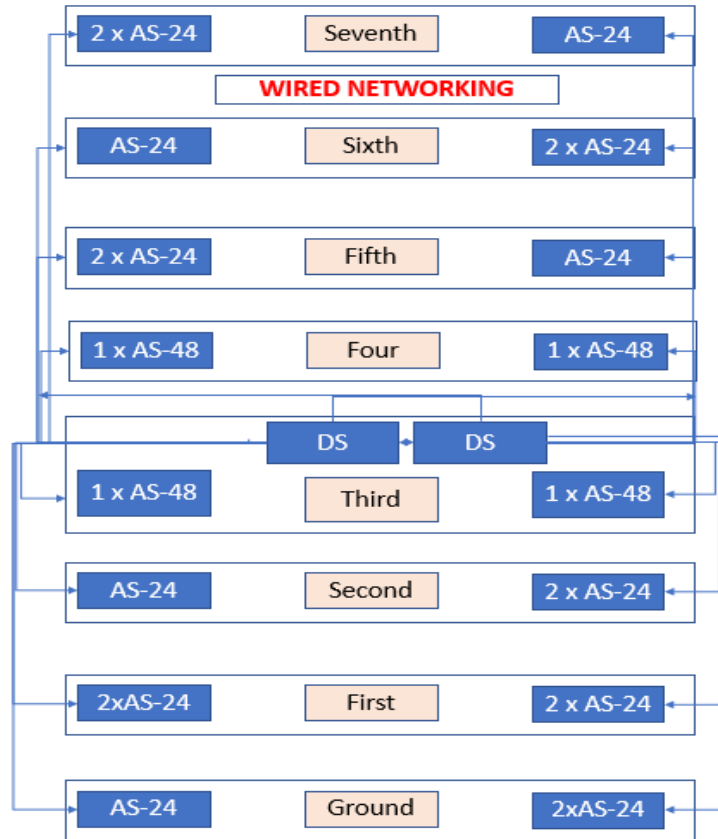 2 x AS-24 Seventh AS-24
WIRED NETWORKING
AS-24 Sixth 2 x AS-24
2 x AS-24 Fifth AS-24
1 x AS-48 Four 1 x AS-48
DS DS
1 x AS-48 Third 1 x AS-48
AS-24 Second 2 x AS-24
2xAS-24 First 2 x AS-24
AS-24 Ground 2xAS-24